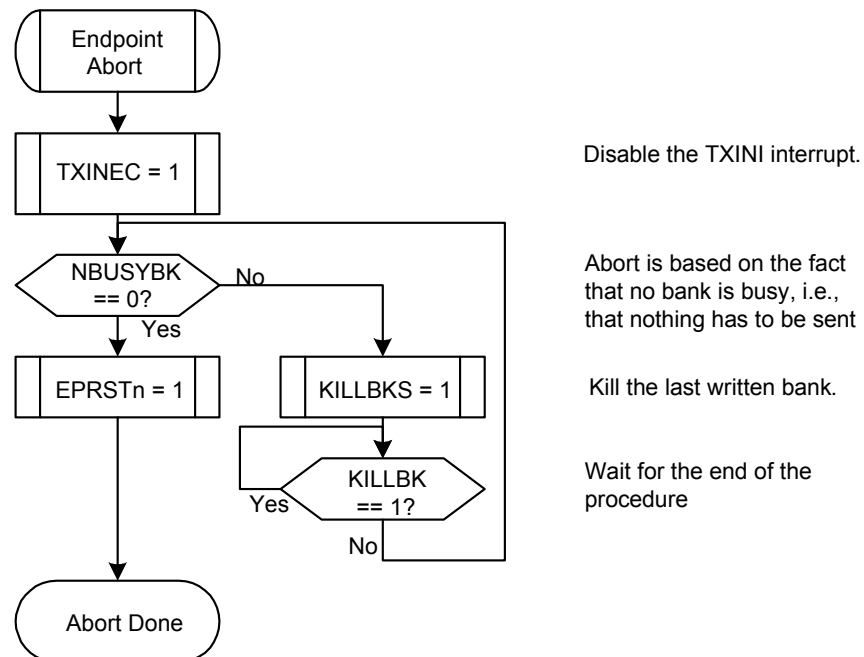 Endpoint
Abort
TXINEC = 1
Disable the TXINI interrupt.
NBUSYBK
== 0?
No
Yes
Abort is based on the fact
that no bank is busy, i.e.,
that nothing has to be sent
EPRSTn = 1
KILLBKS = 1
Kill the last written bank.
KILLBK
== 1?
Yes
No
Wait for the end of the
procedure
Abort Done